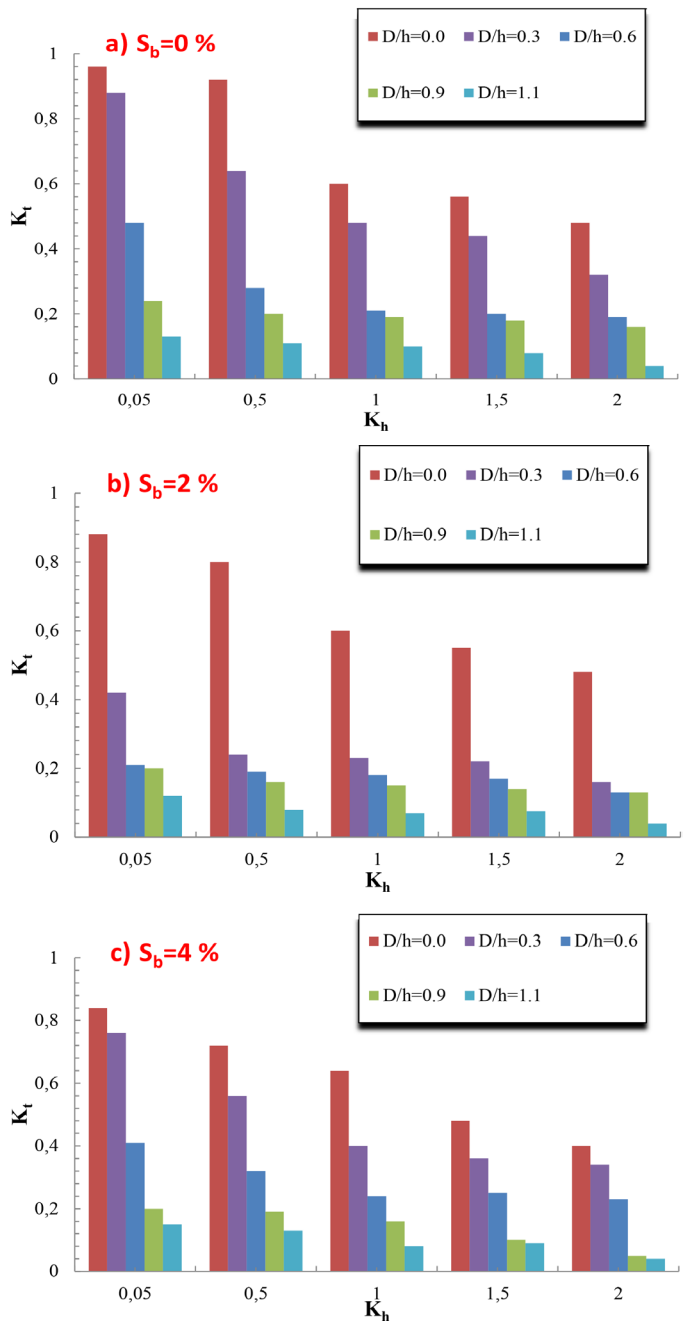 a) Sb=0 %
D/h=0.0 D/h=0.3 D/h=0.6
D/h=0.9 D/h=1.1
1
0,8
0,6
0,4
0,2
0
Kt
0,05 0,5 1 1,5 2
Kh
b) Sb=2 %
D/h=0.0 D/h=0.3 D/h=0.6
D/h=0.9 D/h=1.1
1
0,8
0,6
0,4
0,2
0
Kt
0,05 0,5 1 1,5 2
Kh
c) Sb=4 %
D/h=0.0 D/h=0.3 D/h=0.6
D/h=0.9 D/h=1.1
1
0,8
0,6
0,4
0,2
0
Kt
0,05 0,5 1 1,5 2
Kh